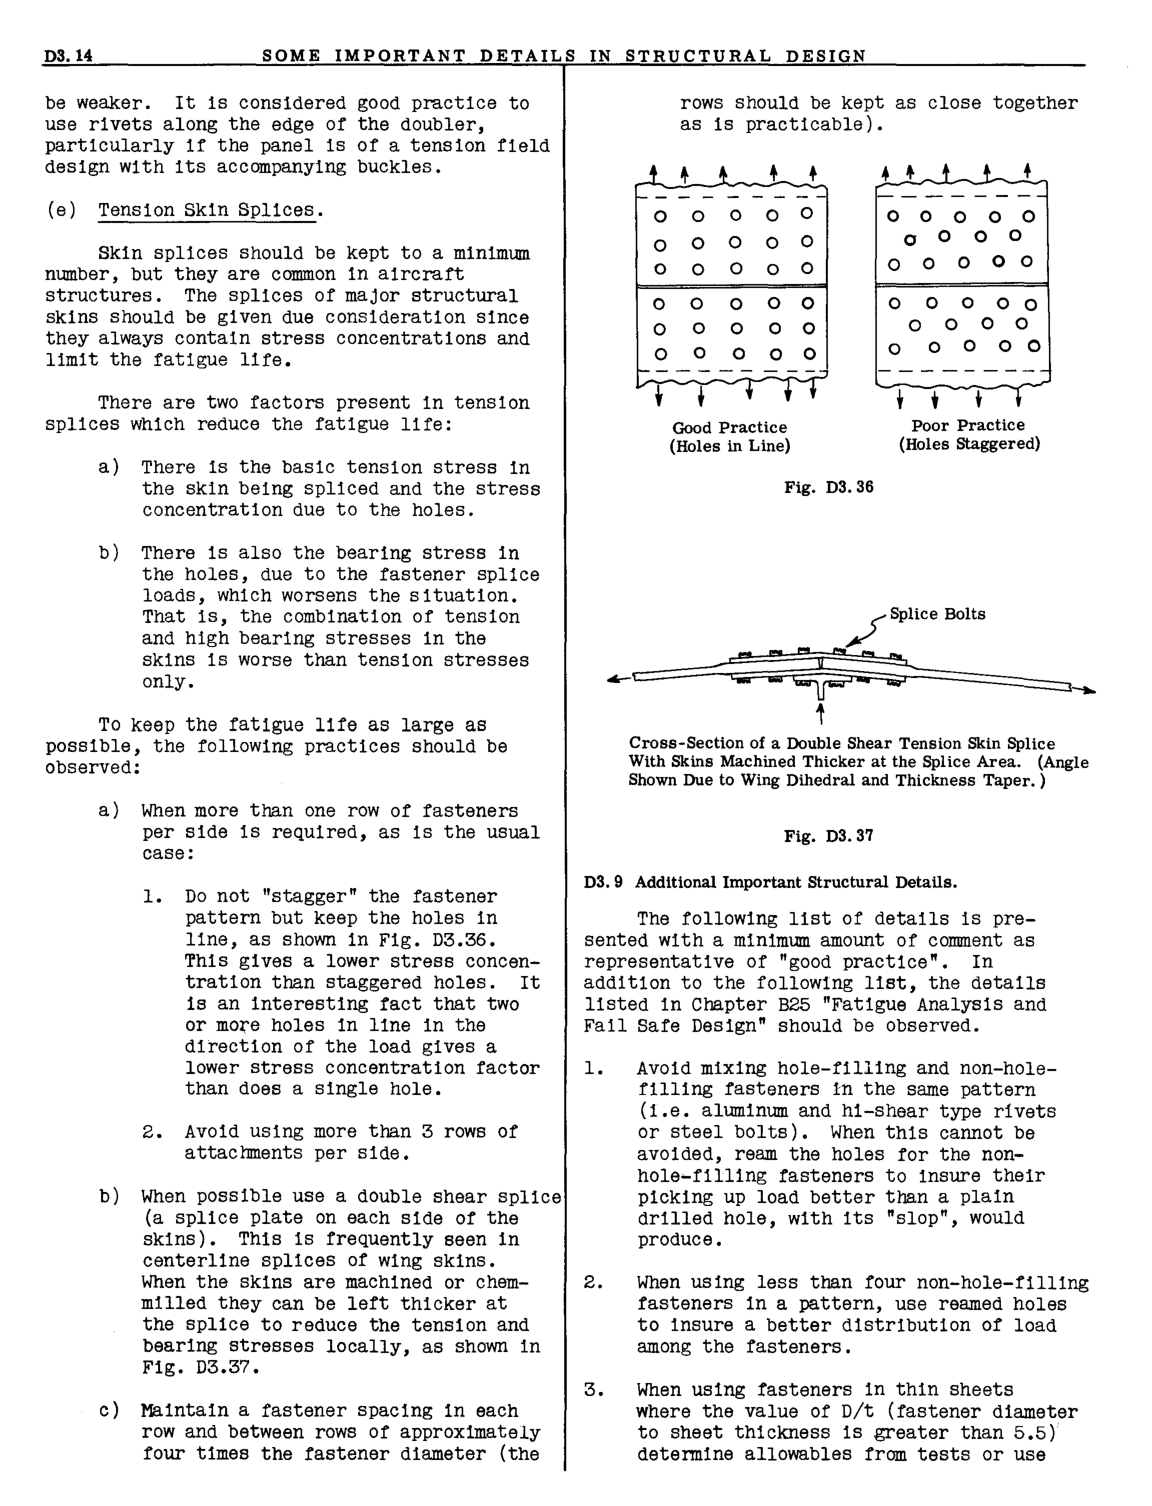 D3.14 SOME IMPORTANT DETAILS IN STRUCTURAL DESIGN
be weaker. It is considered good practice to
use rivets along the edge of the doubler,
particularly if the panel is of a tension field
design with its accompanying buckles.
(e) Tension Skin Splices.
Skin splices should be kept to a minimum
number, but they are common in aircraft
structures. The splices of major structural
skins should be given due consideration since
they always contain stress concentrations and
limit the fatigue life.
There are two factors present in tension
splices which reduce the fatigue life:
a) There is the basic tension stress in
the skin being spliced and the stress
concentration due to the holes.
b) There is also the bearing stress in
the holes, due to the fastener splice
loads, which worsens the situation.
That is, the combination of tension
and high bearing stresses in the
skins is worse than tension stresses
only.
To keep the fatigue life as large as
possible, the following practices should be
observed:
a) When more than one row of fasteners
per side is required, as is the usual
case:
1. Do not "stagger" the fastener
pattern but keep the holes in
line, as shown in Fig. D3.36.
This gives a lower stress concen-
tration than staggered holes. It
is an interesting fact that two
or more holes in line in the
direction of the load gives a
lower stress concentration factor
than does a single hole.
2. Avoid using more than 3 rows of
attachments per side.
b) When possible use a double shear splice
(a splice plate on each side of the
skins). This is frequently seen in
centerline splices of wing skins.
When the skins are machined or chem-
milled they can be left thicker at
the splice to reduce the tension and
bearing stresses locally, as shown in
Fig. D3.37.
c) Maintain a fastener spacing in each
row and between rows of approximately
four times the fastener diameter (the
rows should be kept as close together
as is practicable).
Good Practice
(Holes in Line)
Poor Practice
(Holes Staggered)
Fig. D3.36
Splice Bolts
Cross-Section of a Double Shear Tension Skin Splice
With Skins Machined Thicker at the Splice Area. (Angle
Shown Due to Wing Dihedral and Thickness Taper.)
Fig. D3.37
D3.9 Additional Important Structural Details.
The following list of details is pre-
sented with a minimum amount of comment as
representative of "good practice". In
addition to the following list, the details
listed in Chapter B25 "Fatigue Analysis and
Fail Safe Design" should be observed.
1. Avoid mixing hole-filling and non-hole-
filling fasteners in the same pattern
(i.e. aluminum and hi-shear type rivets
or steel bolts). When this cannot be
avoided, ream the holes for the non-
hole-filling fasteners to insure their
picking up load better than a plain
drilled hole, with its "slop", would
produce.
2. When using less than four non-hole-filling
fasteners in a pattern, use reamed holes
to insure a better distribution of load
among the fasteners.
3. When using fasteners in thin sheets
where the value of D/t (fastener diameter
to sheet thickness is greater than 5.5)
determine allowables from tests or use